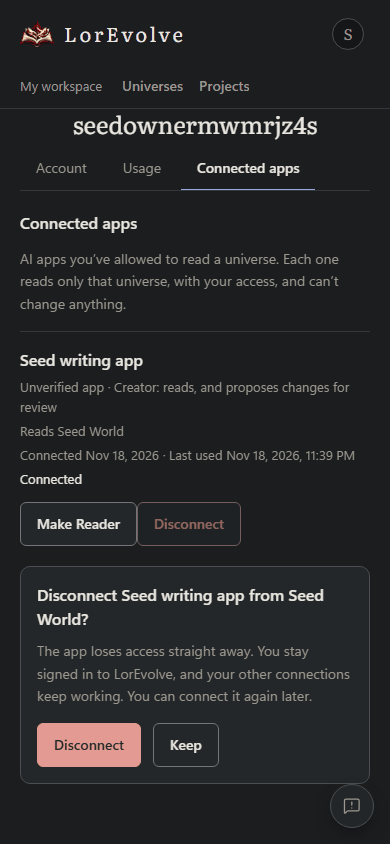 LorEvolve
S
My workspace Universes Projects
seedownermwmrjz4s
Account Usage Connected apps
Connected apps
AI apps you’ve allowed to read a universe. Each one
reads only that universe, with your access, and can’t
change anything.
Seed writing app
Unverified app · Creator: reads, and proposes changes for
review
Reads Seed World
Connected Nov 18, 2026 · Last used Nov 18, 2026, 11:39 PM
Connected
Make Reader Disconnect
Disconnect Seed writing app from Seed
World?
The app loses access straight away. You stay
signed in to LorEvolve, and your other connections
keep working. You can connect it again later.
Disconnect Keep